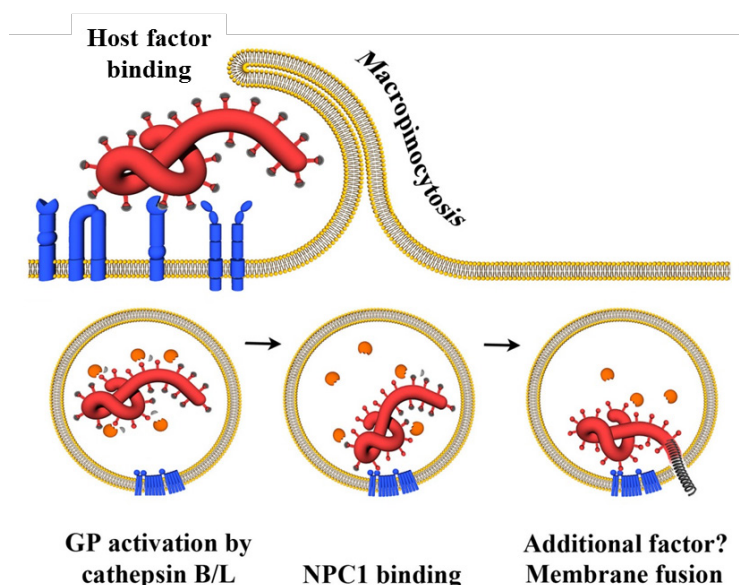 Host factor
binding
Macropinocytosis
GP activation by
cathepsin B/L
NPC1 binding
Additional factor?
Membrane fusion